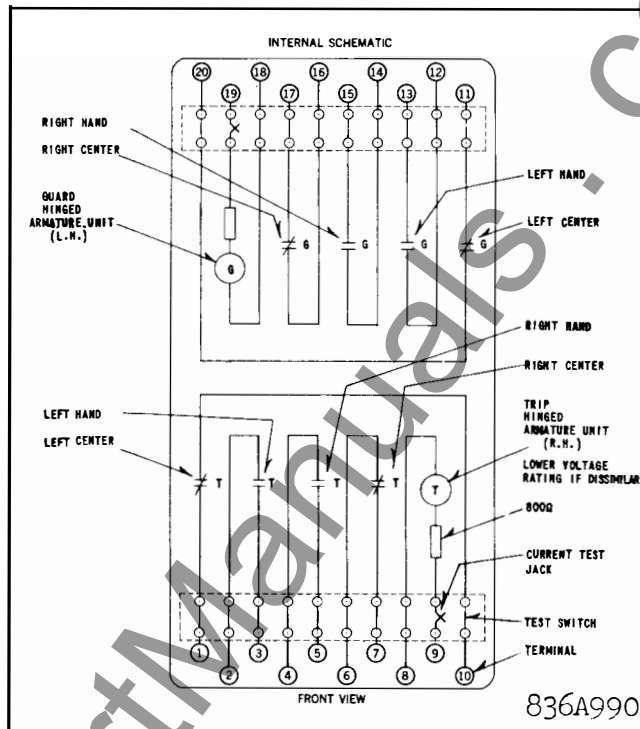 INTERNAL SCHEMATIC
20 18 16 14 12
19 17 15 13 11
RIGHT HAND
RIGHT CENTER
GUARD
HINGED
ARMATURE UNIT
(L.H.)
LEFT HAND
LEFT CENTER
G
G
G
G
G
RIGHT HAND
RIGHT CENTER
LEFT HAND
LEFT CENTER
TRIP
HINGED
ARMATURE UNIT
(R.H.)
LOWER VOLTAGE
RATING IF DISSIMILAR
T
T
T
T
T
800Ω
CURRENT TEST
JACK
TEST SWITCH
TERMINAL
1 3 5 7 9
2 4 6 8 10
FRONT VIEW
836A990